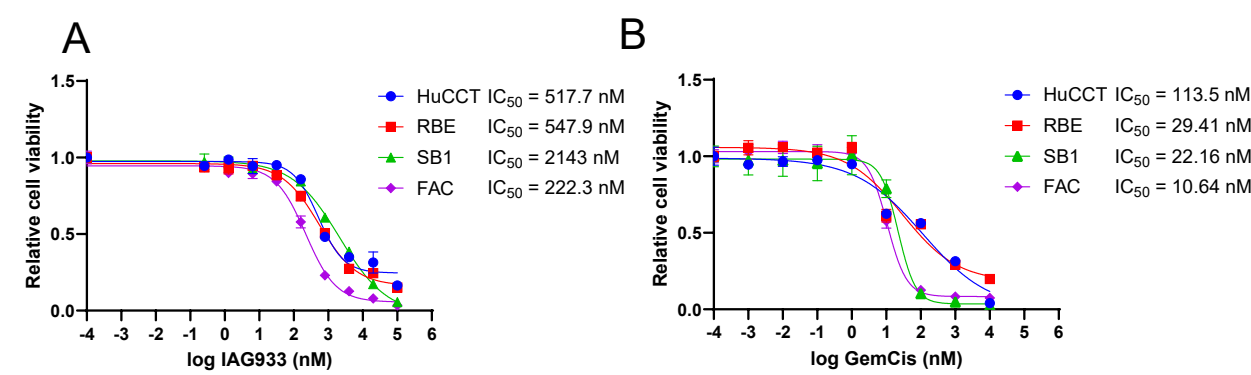 A
Relative cell viability
1.5
1.0
0.5
0.0
-4 -3 -2 -1 0 1 2 3 4 5 6
log IAG933 (nM)
HuCCT IC50 = 517.7 nM
RBE IC50 = 547.9 nM
SB1 IC50 = 2143 nM
FAC IC50 = 222.3 nM
B
Relative cell viability
1.5
1.0
0.5
0.0
-4 -3 -2 -1 0 1 2 3 4 5 6
log GemCis (nM)
HuCCT IC50 = 113.5 nM
RBE IC50 = 29.41 nM
SB1 IC50 = 22.16 nM
FAC IC50 = 10.64 nM